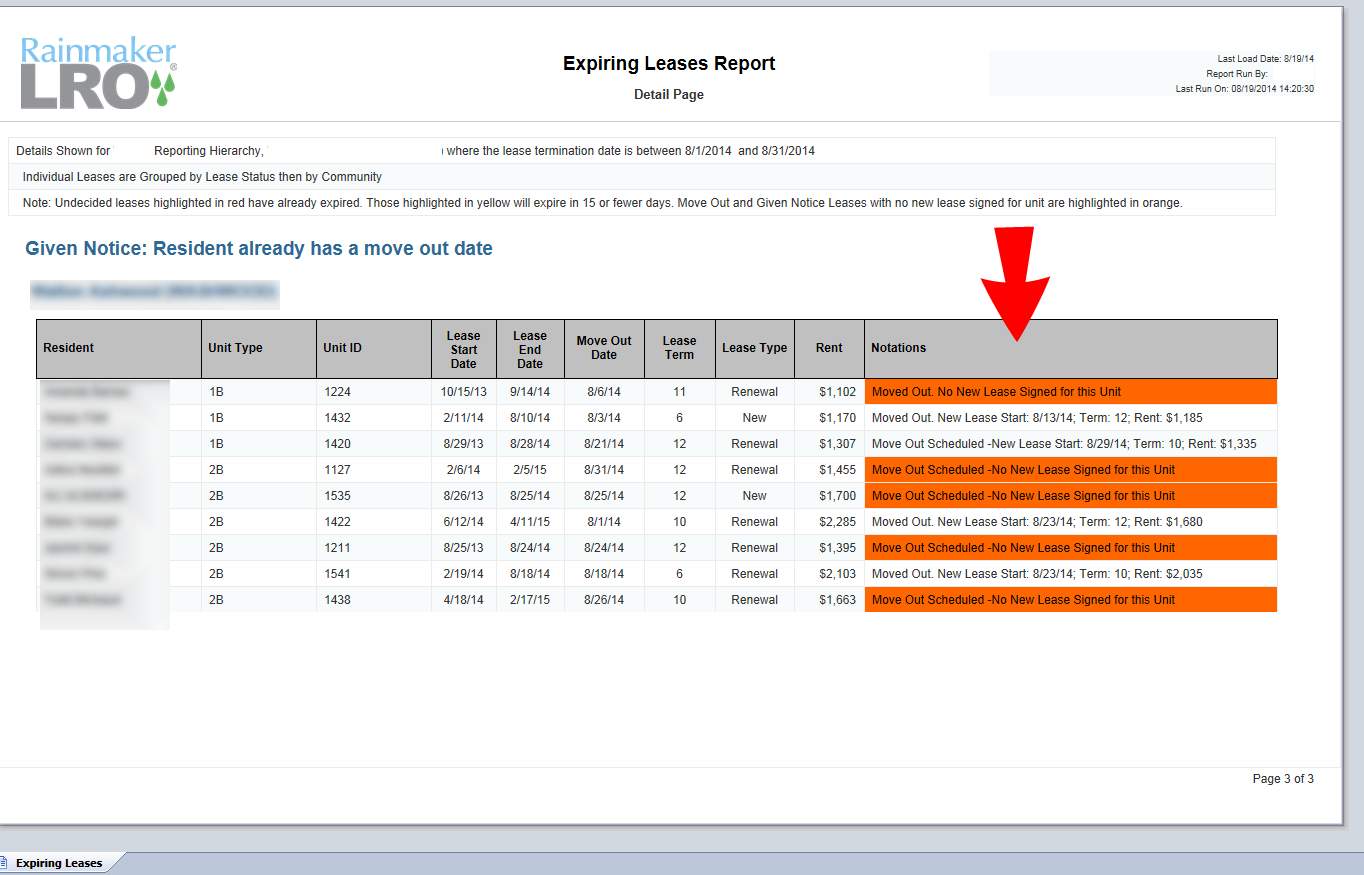 Rainmaker
LRO®
Expiring Leases Report
Detail Page
Last Load Date: 8/19/14
Report Run By:
Last Run On: 08/19/2014 14:20:30
Details Shown for Reporting Hierarchy, ) where the lease termination date is between 8/1/2014 and 8/31/2014
Individual Leases are Grouped by Lease Status then by Community
Note: Undecided leases highlighted in red have already expired. Those highlighted in yellow will expire in 15 or fewer days. Move Out and Given Notice Leases with no new lease signed for unit are highlighted in orange.
Given Notice: Resident already has a move out date
Resident Unit Type Unit ID Lease Start Date Lease End Date Move Out Date Lease Term Lease Type Rent Notations
1B 1224 10/15/13 9/14/14 8/6/14 11 Renewal $1,102 Moved Out. No New Lease Signed for this Unit
1B 1432 2/11/14 8/10/14 8/3/14 6 New $1,170 Moved Out. New Lease Start: 8/13/14; Term: 12; Rent: $1,185
1B 1420 8/29/13 8/28/14 8/21/14 12 Renewal $1,307 Move Out Scheduled -New Lease Start: 8/29/14; Term: 10; Rent: $1,335
2B 1127 2/6/14 2/5/15 8/31/14 12 Renewal $1,455 Move Out Scheduled -No New Lease Signed for this Unit
2B 1535 8/26/13 8/25/14 8/25/14 12 New $1,700 Move Out Scheduled -No New Lease Signed for this Unit
2B 1422 6/12/14 4/11/15 8/1/14 10 Renewal $2,285 Moved Out. New Lease Start: 8/23/14; Term: 12; Rent: $1,680
2B 1211 8/25/13 8/24/14 8/24/14 12 Renewal $1,395 Move Out Scheduled -No New Lease Signed for this Unit
2B 1541 2/19/14 8/18/14 8/18/14 6 Renewal $2,103 Moved Out. New Lease Start: 8/23/14; Term: 10; Rent: $2,035
2B 1438 4/18/14 2/17/15 8/26/14 10 Renewal $1,663 Move Out Scheduled -No New Lease Signed for this Unit
Page 3 of 3
Expiring Leases